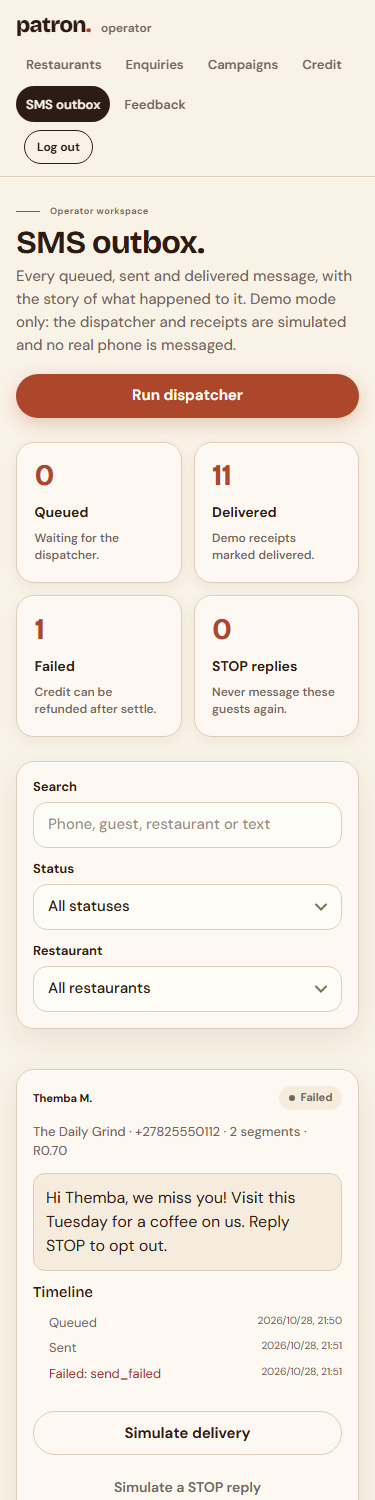 patron. operator
Restaurants Enquiries Campaigns Credit
SMS outbox Feedback
Log out
Operator workspace
SMS outbox.
Every queued, sent and delivered message, with
the story of what happened to it. Demo mode
only: the dispatcher and receipts are simulated
and no real phone is messaged.
Run dispatcher
0
Queued
Waiting for the
dispatcher.
11
Delivered
Demo receipts
marked delivered.
1
Failed
Credit can be
refunded after settle.
0
STOP replies
Never message these
guests again.
Search
Phone, guest, restaurant or text
Status
All statuses
Restaurant
All restaurants
Themba M. Failed
The Daily Grind · +27825550112 · 2 segments ·
R0.70
Hi Themba, we miss you! Visit this
Tuesday for a coffee on us. Reply
STOP to opt out.
Timeline
Queued 2026/10/28, 21:50
Sent 2026/10/28, 21:51
Failed: send_failed 2026/10/28, 21:51
Simulate delivery
Simulate a STOP reply